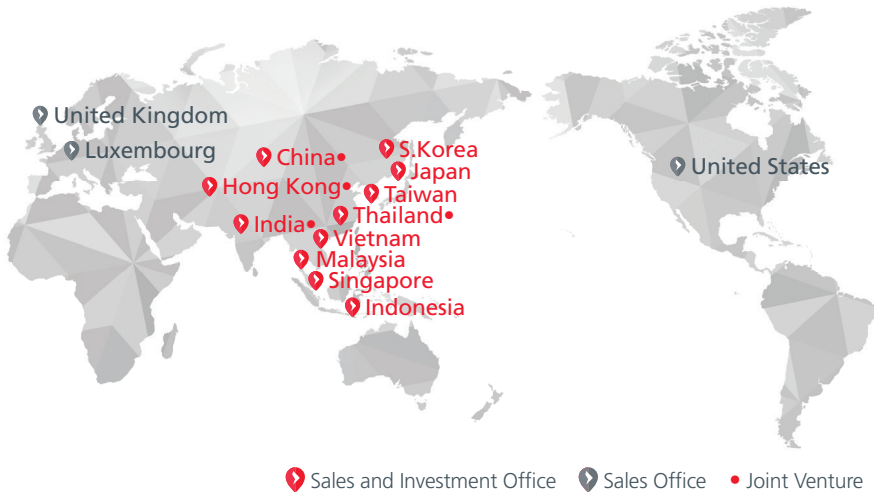 United Kingdom
Luxembourg
China•
S.Korea
Japan
United States
Hong Kong•
Taiwan
Thailand•
India•
Vietnam
Malaysia
Singapore
Indonesia
Sales and Investment Office Sales Office • Joint Venture